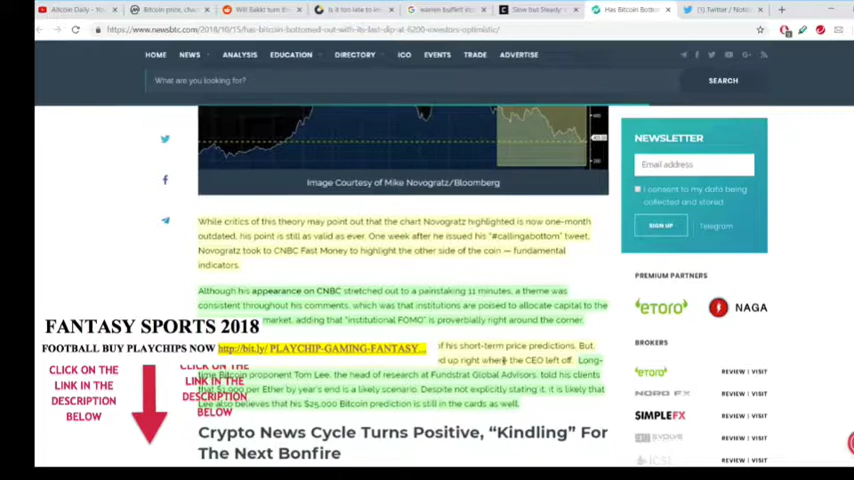 Altcoin Daily - You
Bitcoin price, cha
Reddit Will Bakkt turn th
Is it too late to in
warren buffett sto
Slow but Steady
Has Bitcoin Bottom
(1) Twitter / Notific
https://www.newsbtc.com/2018/10/15/has-bitcoin-bottomed-out-with-its-last-dip-at-6200-investors-optimistic/
HOME NEWS ANALYSIS EDUCATION DIRECTORY ICO EVENTS TRADE ADVERTISE
What are you looking for?
SEARCH
Image Courtesy of Mike Novogratz/Bloomberg
While critics of this theory may point out that the chart Novogratz highlighted is now one-month
outdated, his point is still as valid as ever. One week after he issued his "#callingabottom" tweet,
Novogratz took to CNBC Fast Money to highlight the other side of the coin — fundamental
indicators.
Although his appearance on CNBC stretched out to a painstaking 11 minutes, a theme was
consistent throughout his comments, which was that institutions are poised to allocate capital to the
market, adding that "institutional FOMO" is proverbially right around the corner.
of his short-term price predictions. But,
ed up right where the CEO left off. Long-
time Bitcoin proponent Tom Lee, the head of research at Fundstrat Global Advisors, told his clients
that $1,900 per Ether by year's end is a likely scenario. Despite not explicitly stating it, it is likely that
Lee also believes that his $25,000 Bitcoin prediction is still in the cards as well.
Crypto News Cycle Turns Positive, "Kindling" For
The Next Bonfire
FANTASY SPORTS 2018
FOOTBALL BUY PLAYCHIPS NOW http://bit.ly/ PLAYCHIP-GAMING-FANTASY...
CLICK ON THE
LINK IN THE
DESCRIPTION
BELOW
CLICK ON THE
LINK IN THE
DESCRIPTION
BELOW
NEWSLETTER
Email address
I consent to my data being
collected and stored
SIGN UP
Telegram
PREMIUM PARTNERS
etoro
NAGA
BROKERS
etoro
REVIEW | VISIT
NORD FX
REVIEW | VISIT
SIMPLEFX
REVIEW | VISIT
EVOLVE
REVIEW | VISIT
REVIEW | VISIT